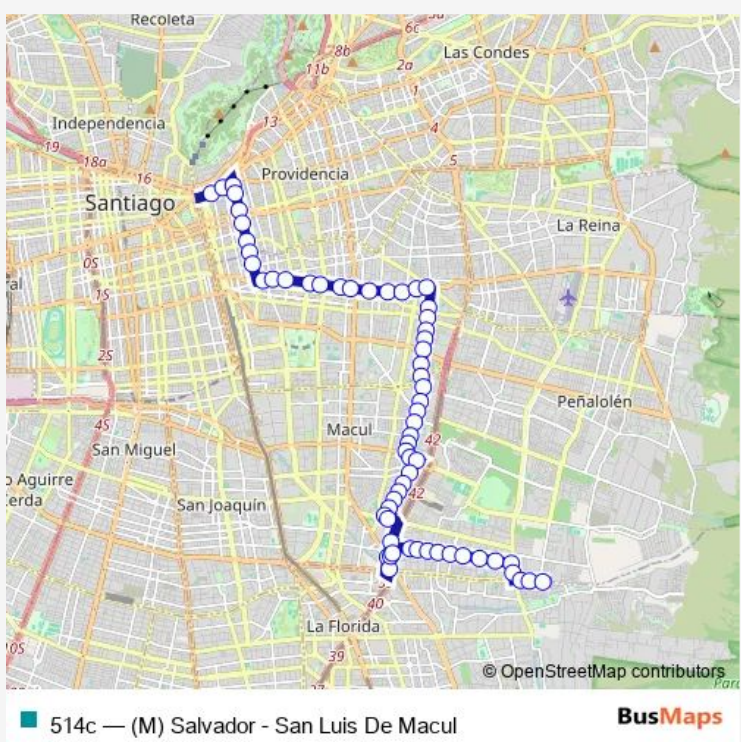 Recoleta
6c
8b
Las Condes
2a
11b
1
Independencia
13
4
19
18a
16
5
Providencia
Santiago
La Reina
0S
1S
2S
Peñalolén
4S
Macul
42
San Miguel
o Aguirre
Cerda
San Joaquín
42
40
La Florida
10S
39
© OpenStreetMap contributors
514c — (M) Salvador - San Luis De Macul
BusMaps